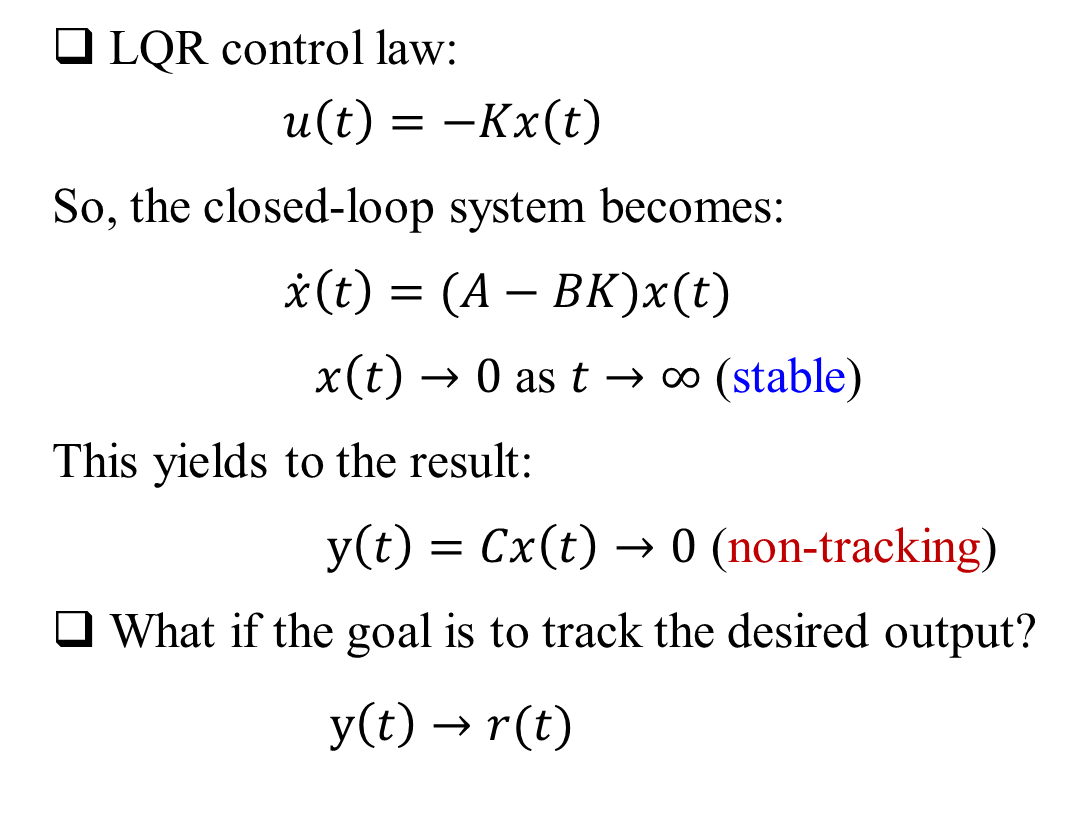 ❑ LQR control law:
u(t) = −Kx(t)
So, the closed-loop system becomes:
ẋ(t) = (A − BK)x(t)
x(t) → 0 as t → ∞ (stable)
This yields to the result:
y(t) = Cx(t) → 0 (non-tracking)
❑ What if the goal is to track the desired output?
y(t) → r(t)